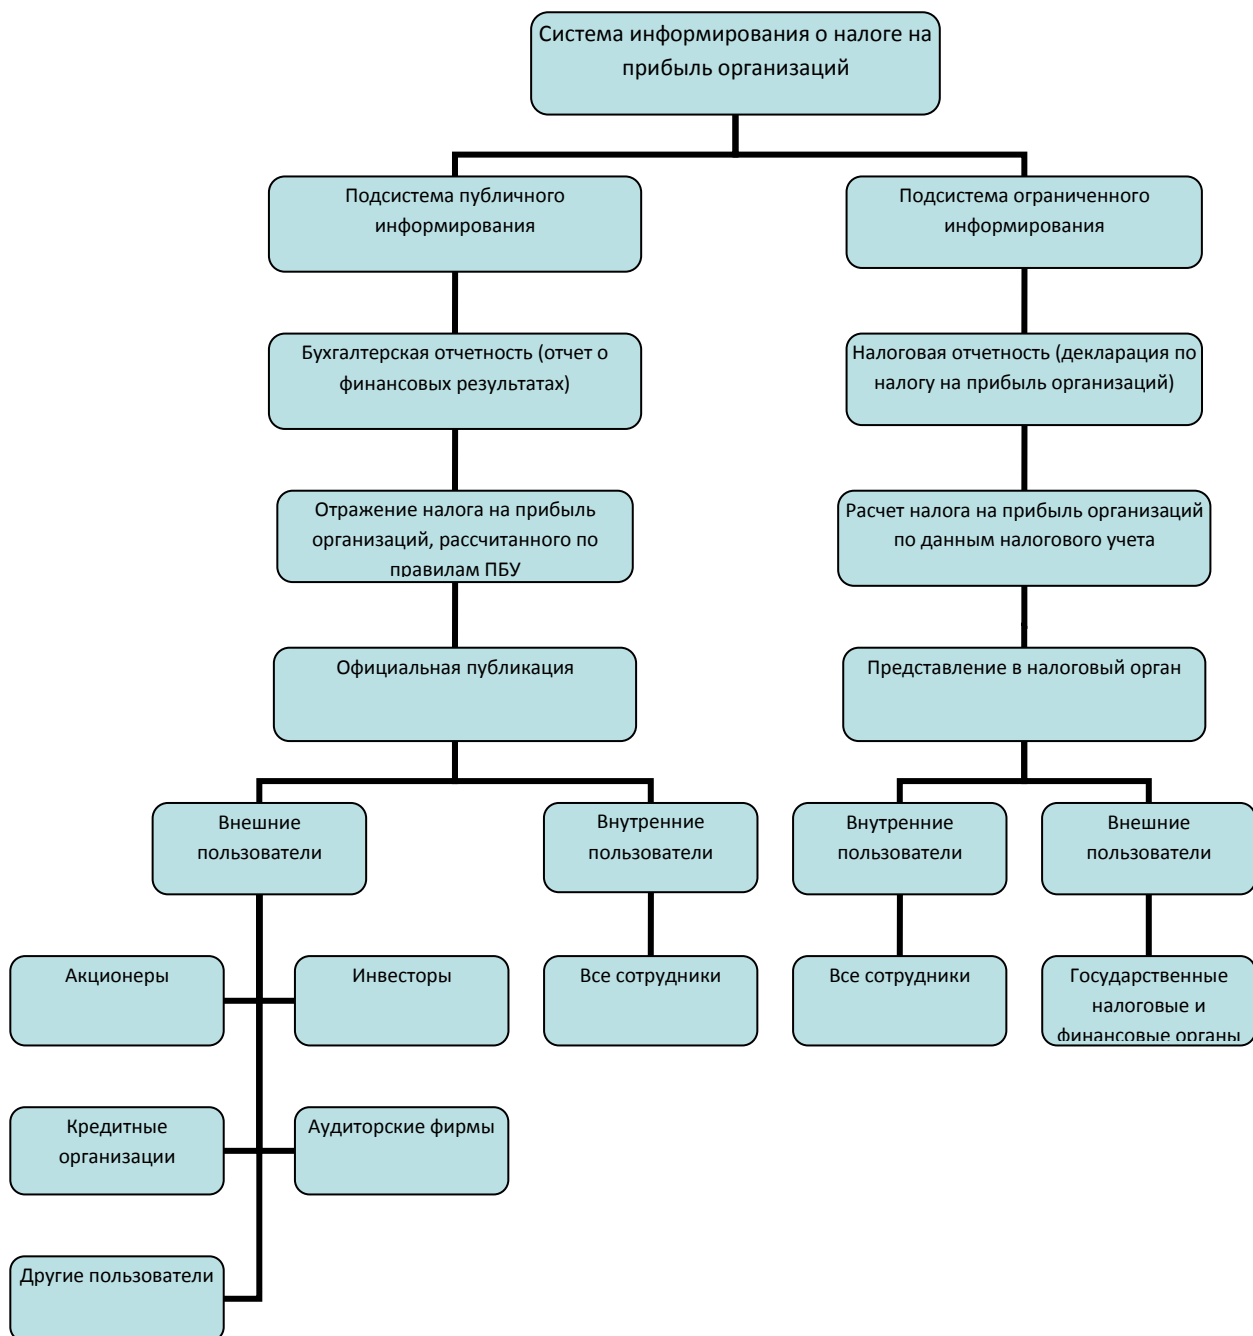 Система информирования о налоге на
прибыль организаций
Подсистема публичного
информирования
Подсистема ограниченного
информирования
Бухгалтерская отчетность (отчет о
финансовых результатах)
Налоговая отчетность (декларация по
налогу на прибыль организаций)
Отражение налога на прибыль
организаций, рассчитанного по
правилам ПБУ
Расчет налога на прибыль организаций
по данным налогового учета
Официальная публикация
Представление в налоговый орган
Внешние
пользователи
Внутренние
пользователи
Внутренние
пользователи
Внешние
пользователи
Акционеры
Инвесторы
Все сотрудники
Все сотрудники
Государственные
налоговые и
финансовые органы
Кредитные
организации
Аудиторские фирмы
Другие пользователи